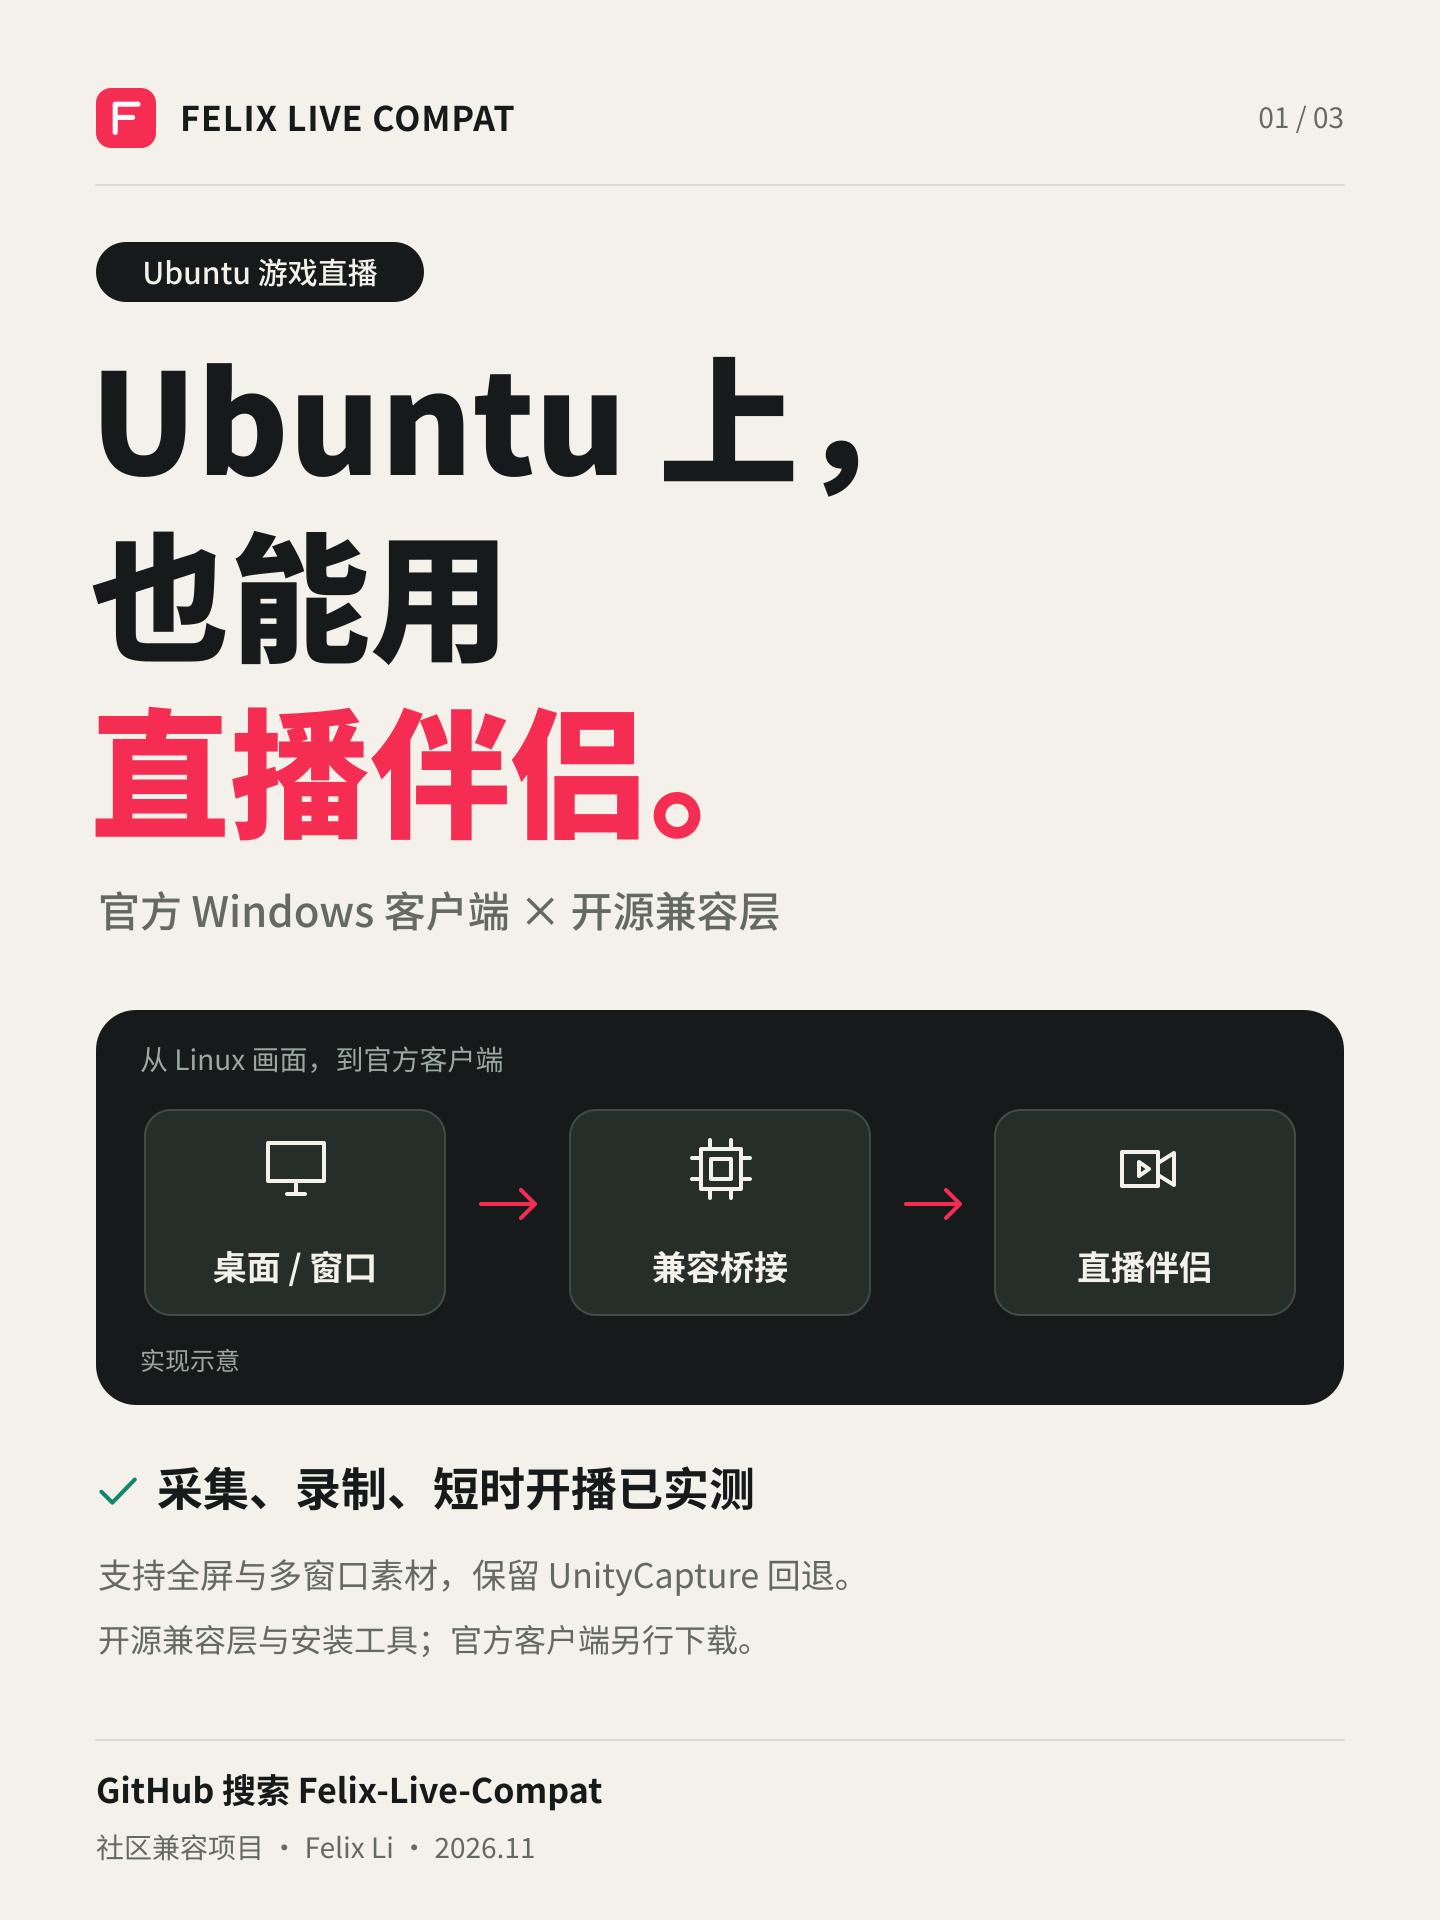 F FELIX LIVE COMPAT
01 / 03
Ubuntu 游戏直播
Ubuntu 上，
也能用
直播伴侣。
官方 Windows 客户端 × 开源兼容层
从 Linux 画面，到官方客户端
桌面 / 窗口
兼容桥接
直播伴侣
实现示意
采集、录制、短时开播已实测
支持全屏与多窗口素材，保留 UnityCapture 回退。
开源兼容层与安装工具；官方客户端另行下载。
GitHub 搜索 Felix-Live-Compat
社区兼容项目 · Felix Li · 2026.11